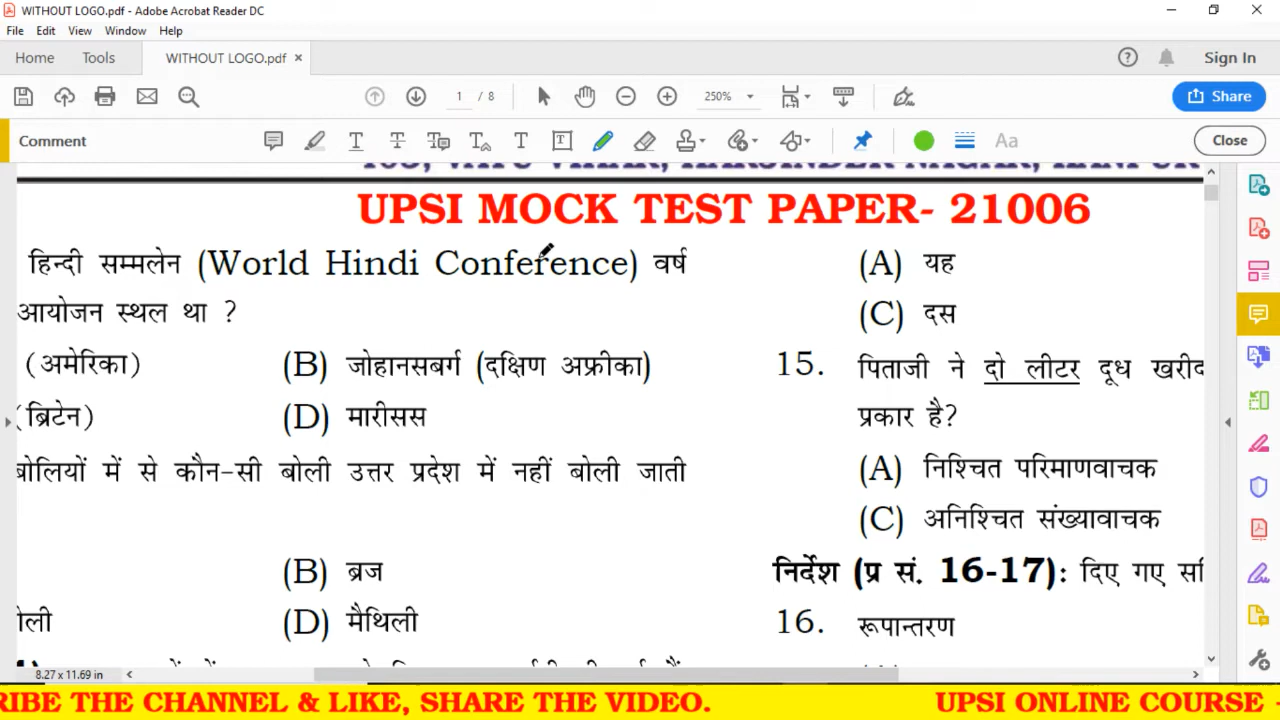 WITHOUT LOGO.pdf - Adobe Acrobat Reader DC
File Edit View Window Help
Home Tools WITHOUT LOGO.pdf × Sign In
1 / 8 250% Share
Comment Aa Close
UPSI MOCK TEST PAPER- 21006
हिन्दी सम्मलेन (World Hindi Conference) वर्ष
आयोजन स्थल था ?
(अमेरिका) (B) जोहानसबर्ग (दक्षिण अफ्रीका)
(ब्रिटेन) (D) मारीसस
बोलियों में से कौन-सी बोली उत्तर प्रदेश में नहीं बोली जाती
(B) ब्रज
(D) मैथिली
(A) यह
(C) दस
15. पिताजी ने दो लीटर दूध खरीद
प्रकार है?
(A) निश्चित परिमाणवाचक
(C) अनिश्चित संख्यावाचक
निर्देश (प्र सं. 16-17): दिए गए
16. रूपान्तरण
8.27 x 11.69 in
RIBE THE CHANNEL & LIKE, SHARE THE VIDEO. UPSI ONLINE COURSE -